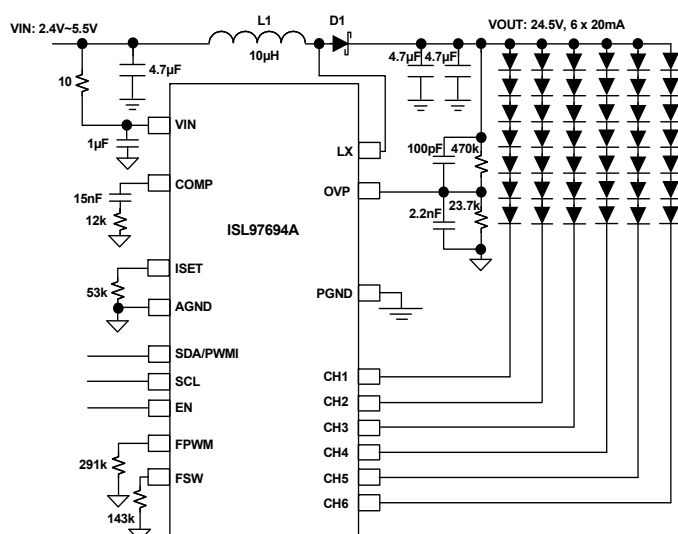 VIN: 2.4V~5.5V
L1
D1
VOUT: 24.5V, 6 x 20mA
10
4.7µF
10µH
4.7µF
4.7µF
1µF
VIN
LX
100pF
470k
COMP
OVP
15nF
12k
2.2nF
23.7k
ISL97694A
ISET
53k
AGND
PGND
SDA/PWMI
SCL
EN
CH1
CH2
CH3
FPWM
CH4
291k
FSW
CH5
143k
CH6